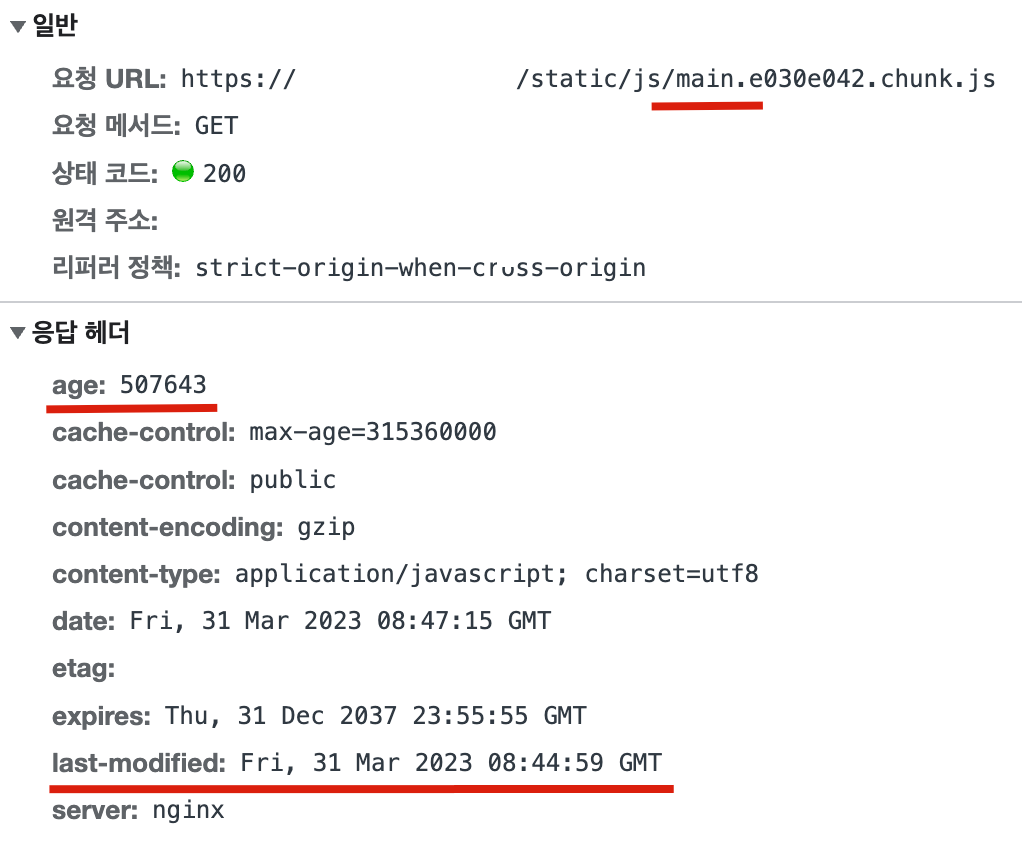 ▼ 일반
요청 URL: https:// /static/js/main.e030e042.chunk.js
요청 메서드: GET
상태 코드: 200
원격 주소:
리퍼러 정책: strict-origin-when-cross-origin
▼ 응답 헤더
age: 507643
cache-control: max-age=315360000
cache-control: public
content-encoding: gzip
content-type: application/javascript; charset=utf8
date: Fri, 31 Mar 2023 08:47:15 GMT
etag:
expires: Thu, 31 Dec 2037 23:55:55 GMT
last-modified: Fri, 31 Mar 2023 08:44:59 GMT
server: nginx